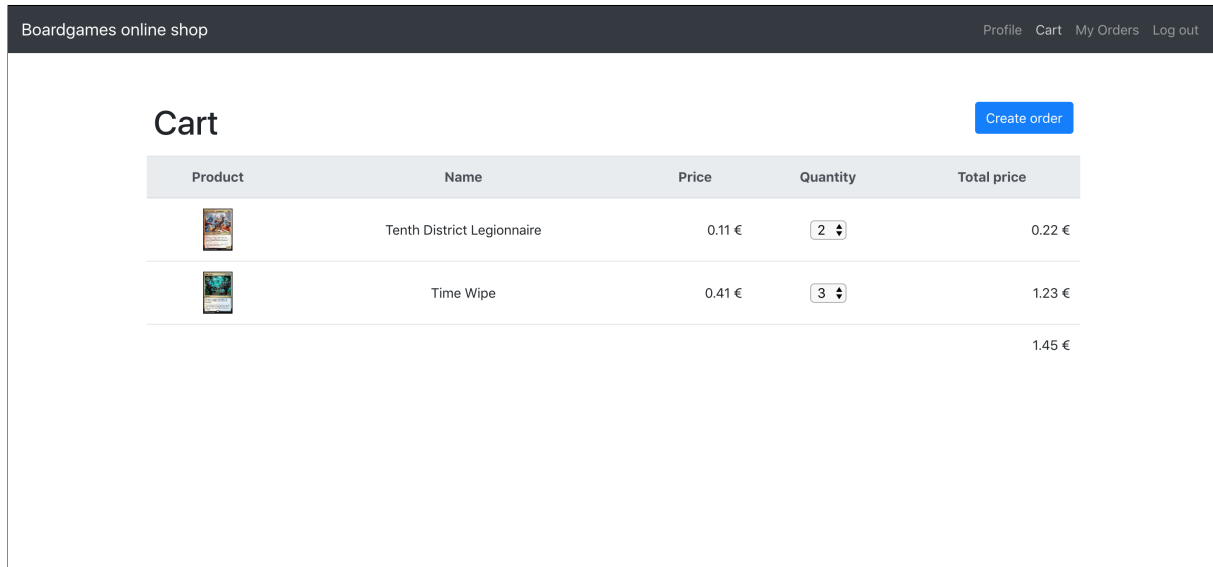 Boardgames online shop Profile Cart My Orders Log out
Cart Create order
Product Name Price Quantity Total price
Tenth District Legionnaire 0.11 € 2 0.22 €
Time Wipe 0.41 € 3 1.23 €
1.45 €